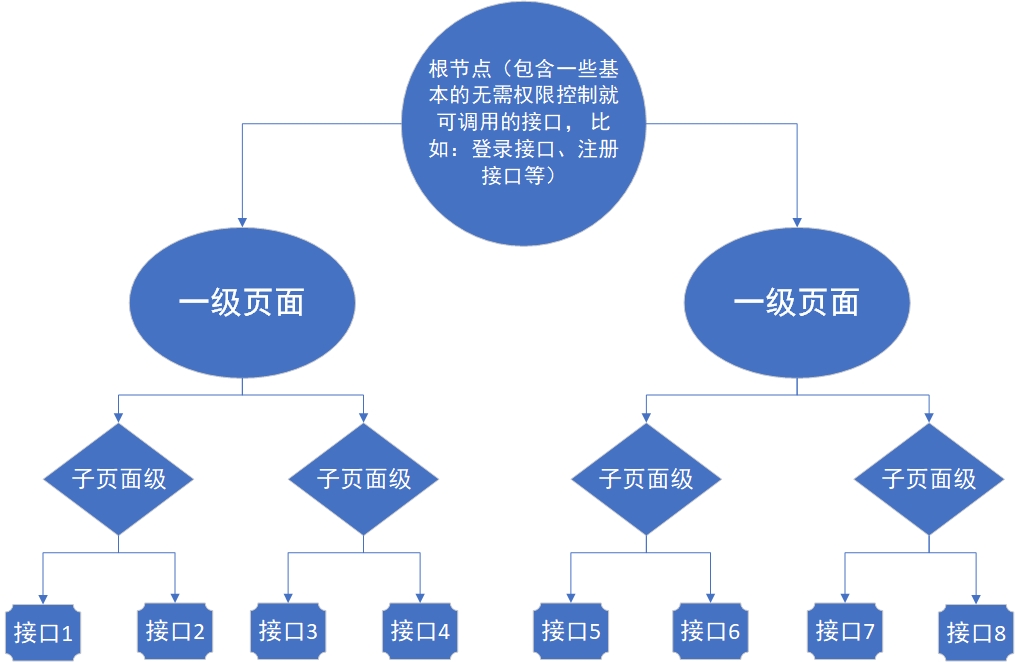 根节点（包含一些基
本的无需权限控制就
可调用的接口， 比
如：登录接口、注册
接口等）
一级页面
一级页面
子页面级
子页面级
子页面级
子页面级
接口1
接口2
接口3
接口4
接口5
接口6
接口7
接口8